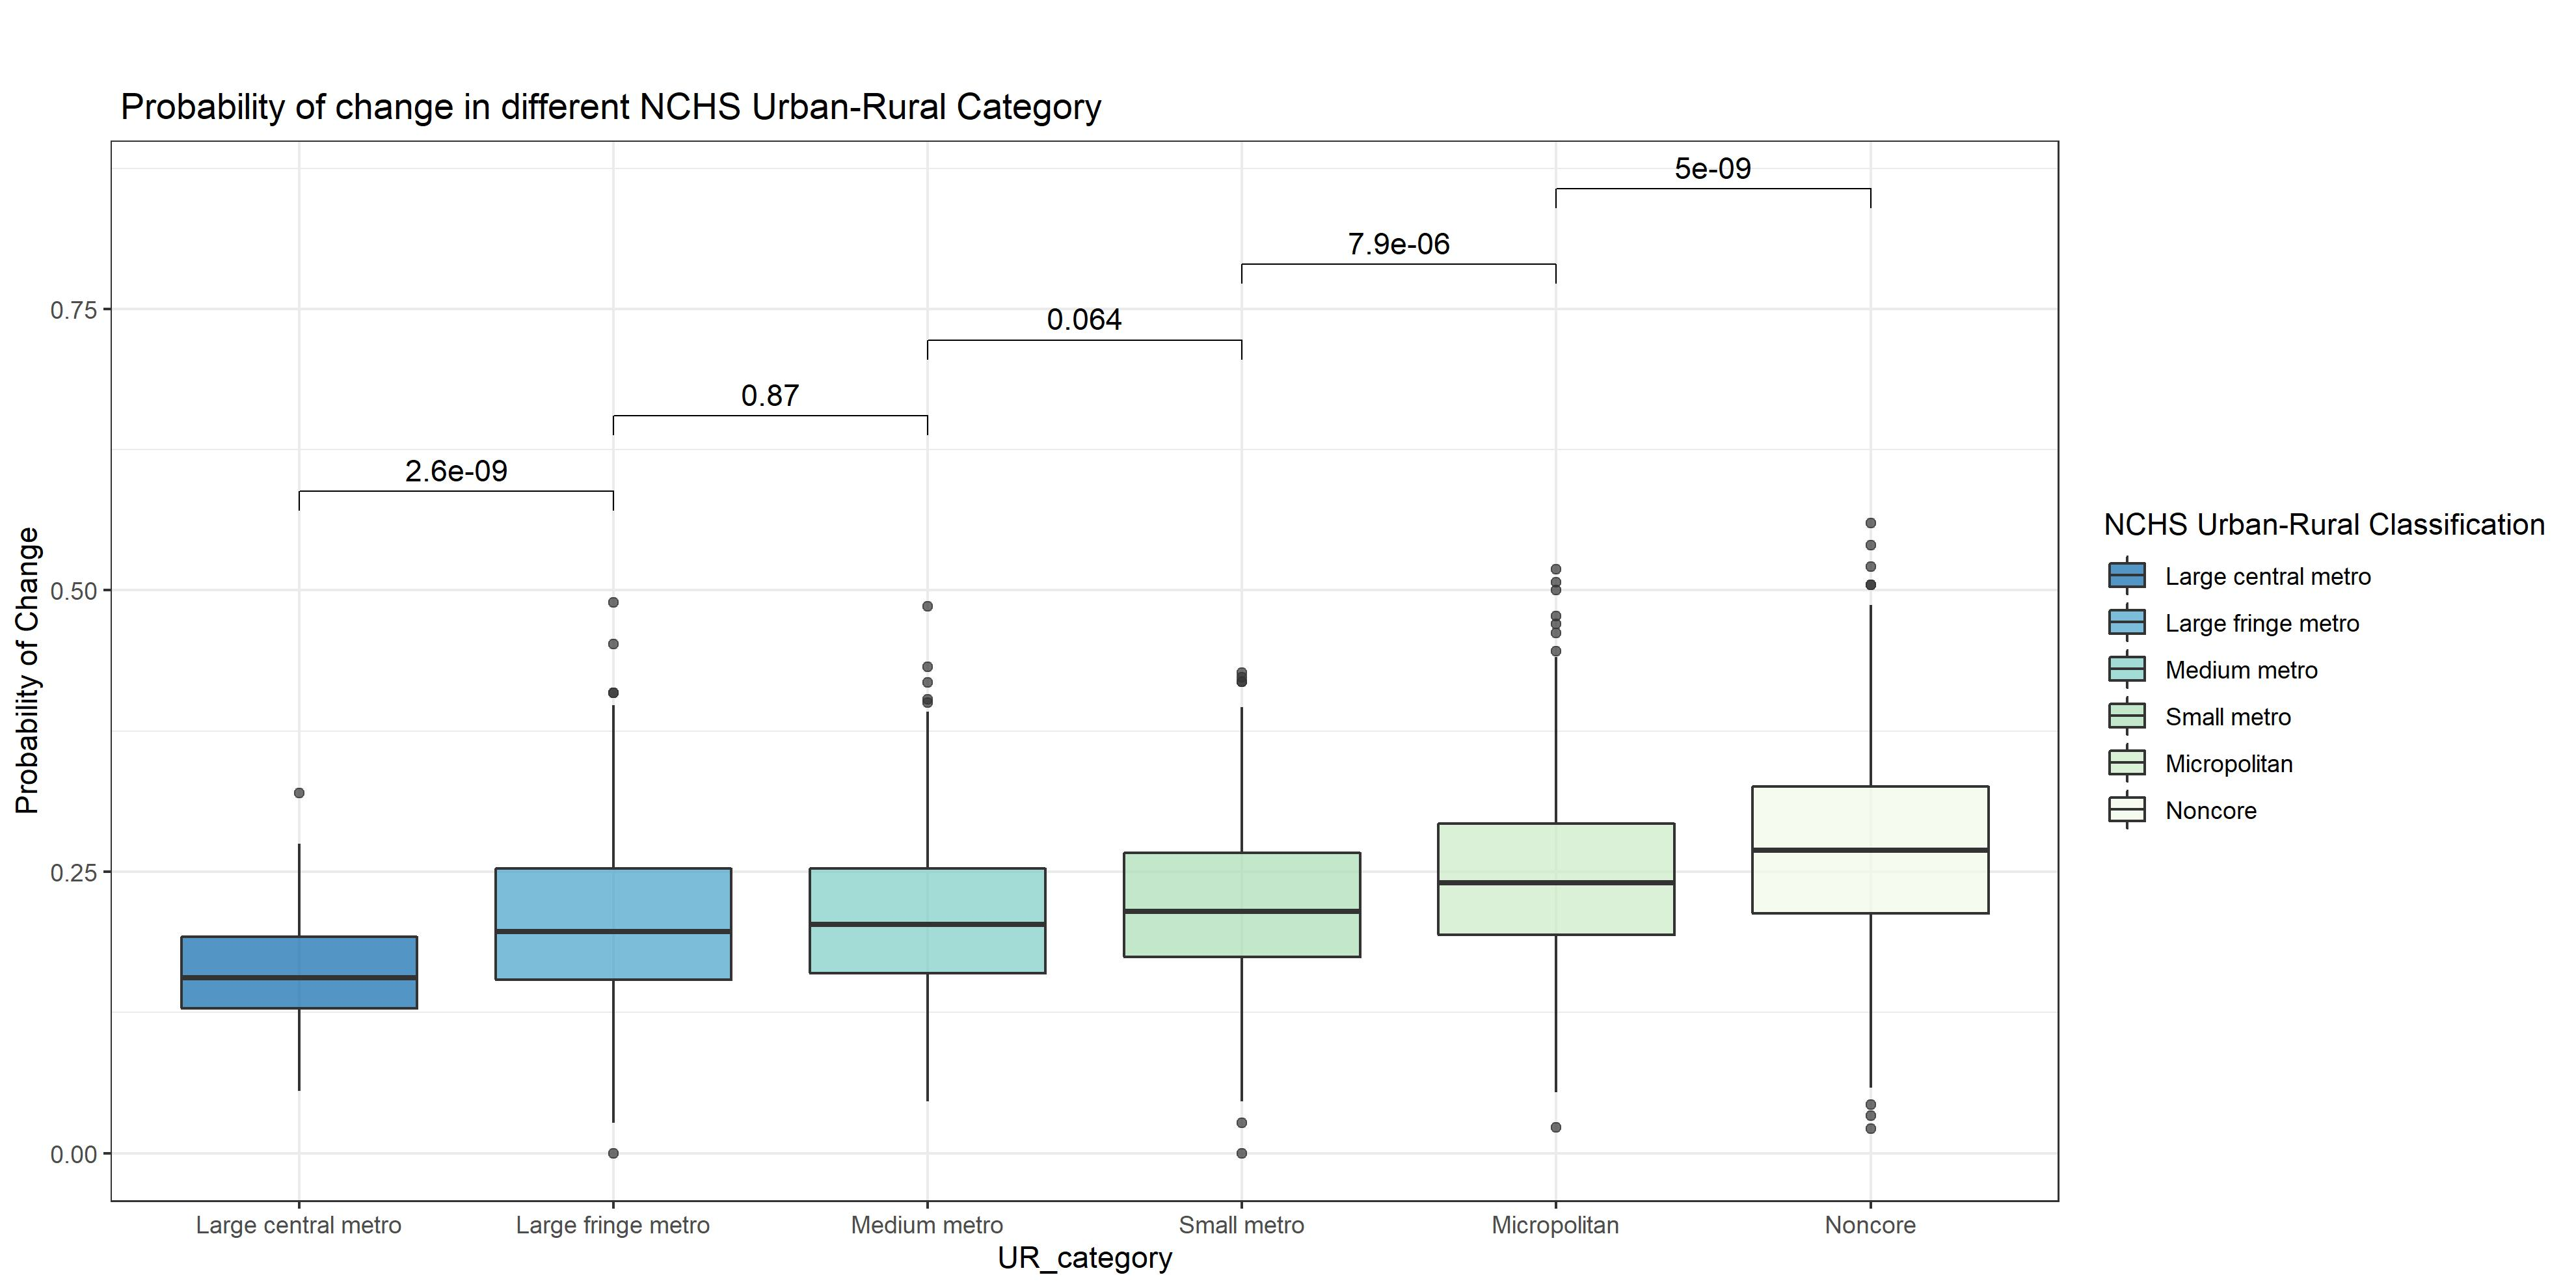 Probability of change in different NCHS Urban-Rural Category
5e-09
7.9e-06
0.064
0.87
2.6e-09
Probability of Change
0.75
0.50
0.25
0.00
Large central metro
Large fringe metro
Medium metro
Small metro
Micropolitan
Noncore
UR_category
NCHS Urban-Rural Classification
Large central metro
Large fringe metro
Medium metro
Small metro
Micropolitan
Noncore